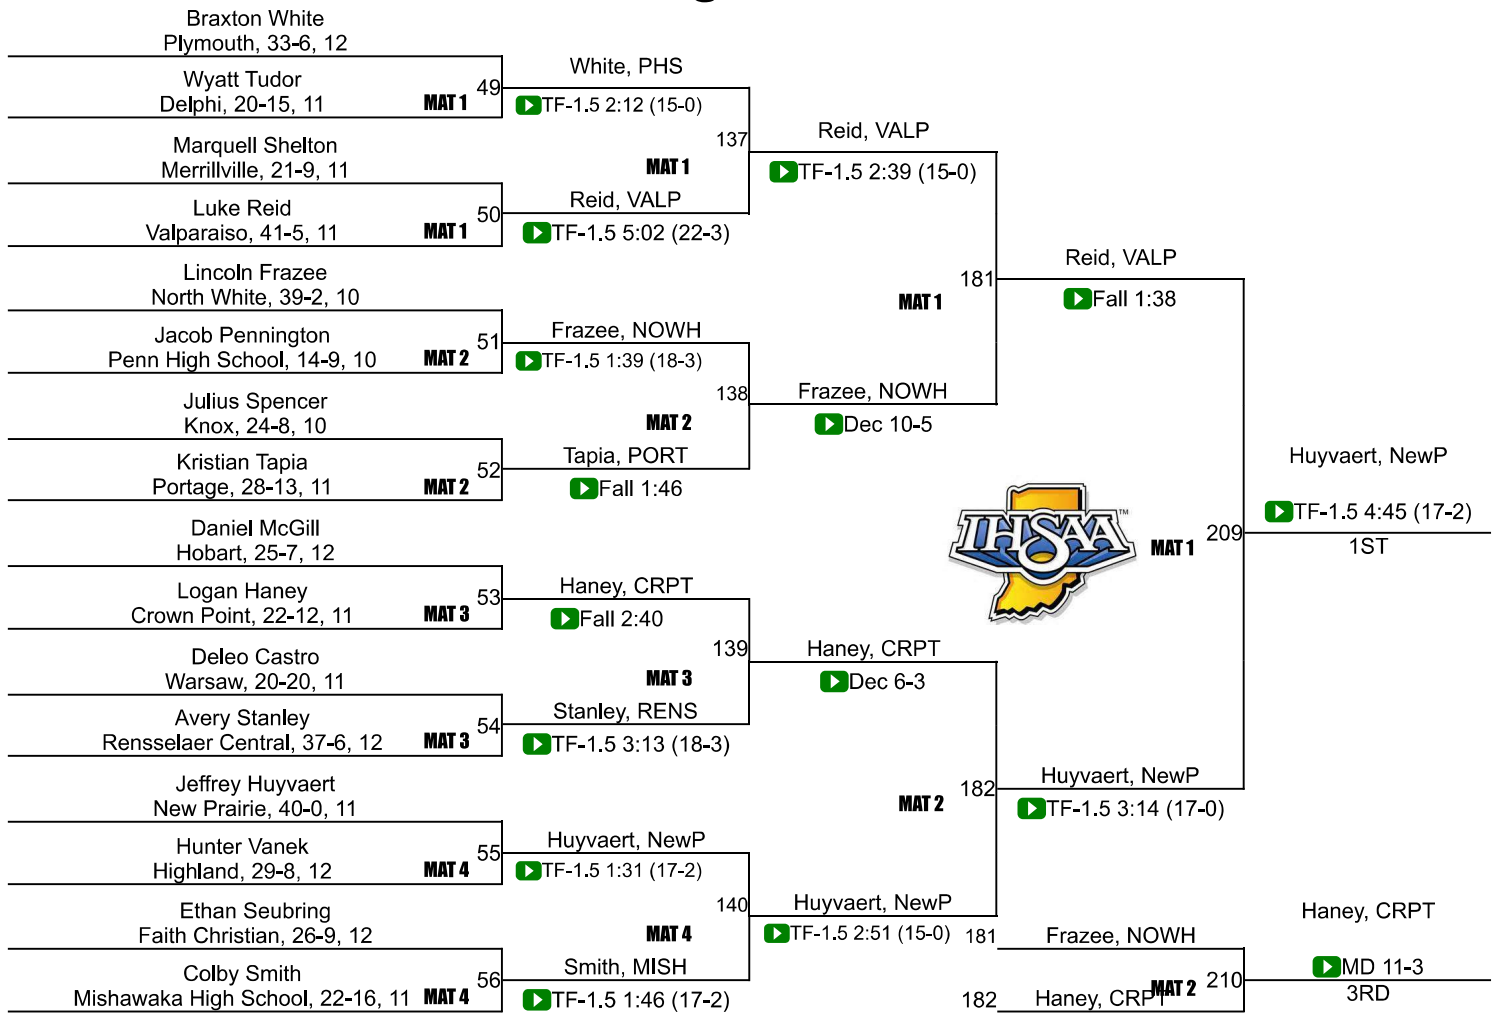 Braxton White
Plymouth, 33-6, 12
49
Wyatt Tudor
Delphi, 20-15, 11
MAT 1
White, PHS
TF-1.5 2:12 (15-0)
Marquell Shelton
Merrillville, 21-9, 11
50
Luke Reid
Valparaiso, 41-5, 11
MAT 1
Reid, VALP
TF-1.5 5:02 (22-3)
137
MAT 1
Reid, VALP
TF-1.5 2:39 (15-0)
Lincoln Frazee
North White, 39-2, 10
51
Jacob Pennington
Penn High School, 14-9, 10
MAT 2
Frazee, NOWH
TF-1.5 1:39 (18-3)
Julius Spencer
Knox, 24-8, 10
52
Kristian Tapia
Portage, 28-13, 11
MAT 2
Tapia, PORT
Fall 1:46
138
MAT 2
Frazee, NOWH
Dec 10-5
181
MAT 1
Reid, VALP
Fall 1:38
Daniel McGill
Hobart, 25-7, 12
53
Logan Haney
Crown Point, 22-12, 11
MAT 3
Haney, CRPT
Fall 2:40
Deleo Castro
Warsaw, 20-20, 11
54
Avery Stanley
Rensselaer Central, 37-6, 12
MAT 3
Stanley, RENS
TF-1.5 3:13 (18-3)
139
MAT 3
Haney, CRPT
Dec 6-3
Jeffrey Huyvaert
New Prairie, 40-0, 11
55
Hunter Vanek
Highland, 29-8, 12
MAT 4
Huyvaert, NewP
TF-1.5 1:31 (17-2)
Ethan Seubring
Faith Christian, 26-9, 12
56
Colby Smith
Mishawaka High School, 22-16, 11
MAT 4
Smith, MISH
TF-1.5 1:46 (17-2)
140
MAT 4
Huyvaert, NewP
TF-1.5 2:51 (15-0)
182
MAT 2
Huyvaert, NewP
TF-1.5 3:14 (17-0)
IHSAA™
MAT 1
209
Huyvaert, NewP
TF-1.5 4:45 (17-2)
1ST
181
Frazee, NOWH
182
Haney, CRPT
MAT 2
210
Haney, CRPT
MD 11-3
3RD